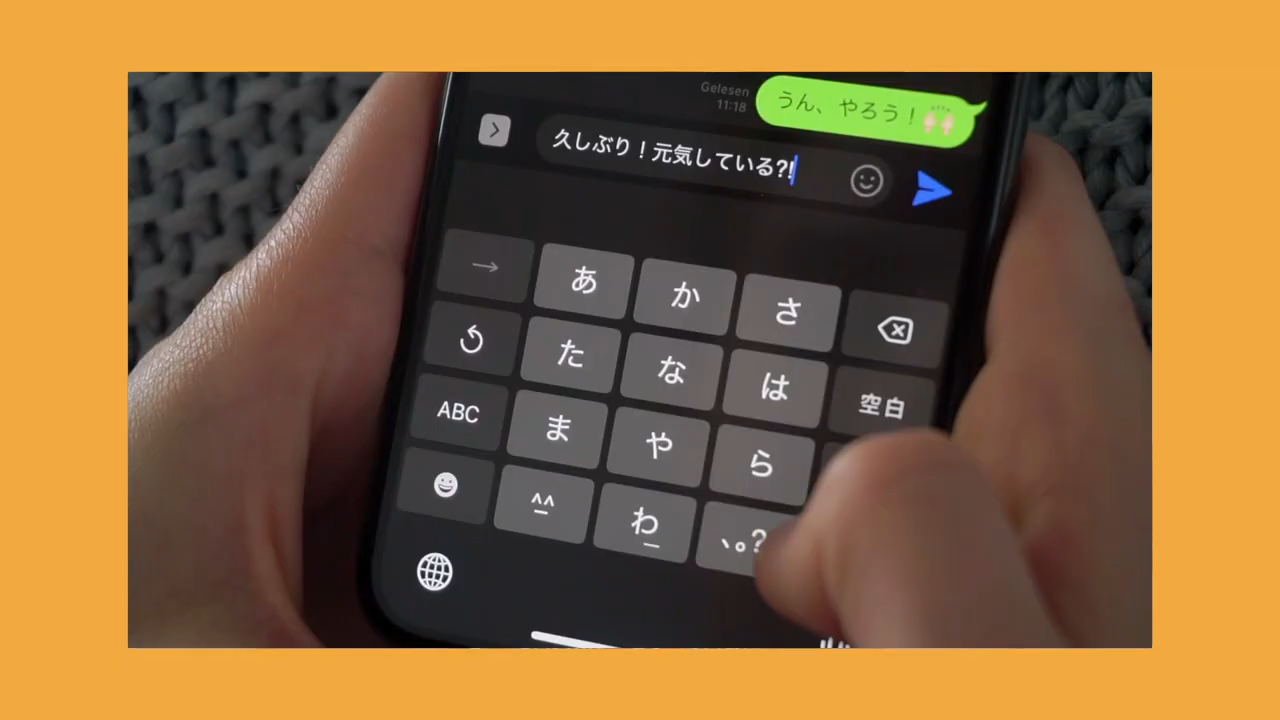 うん、やろう！🙌
Gelesen
11:18
久しぶり！元気している?!
→ あ か さ
た な は 空白
ABC ま や ら
^^ わ_ 、。?